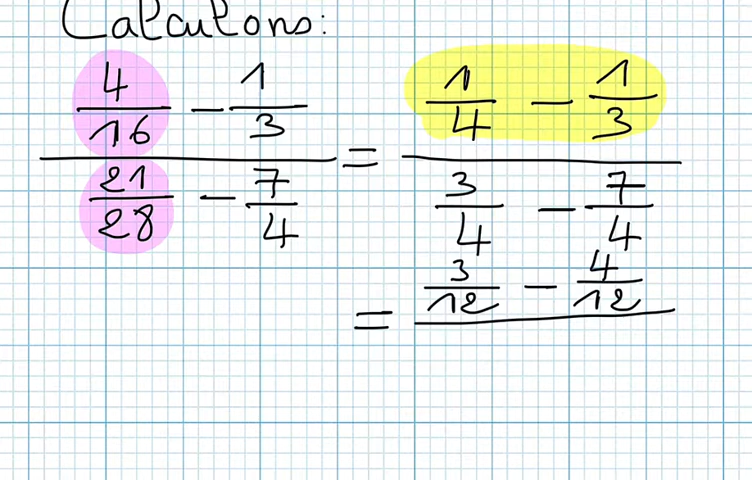 Calculons:
4/16 - 1/3 = 1/4 - 1/3
21/28 - 7/4 3/4 - 7/4
= 3/12 - 4/12